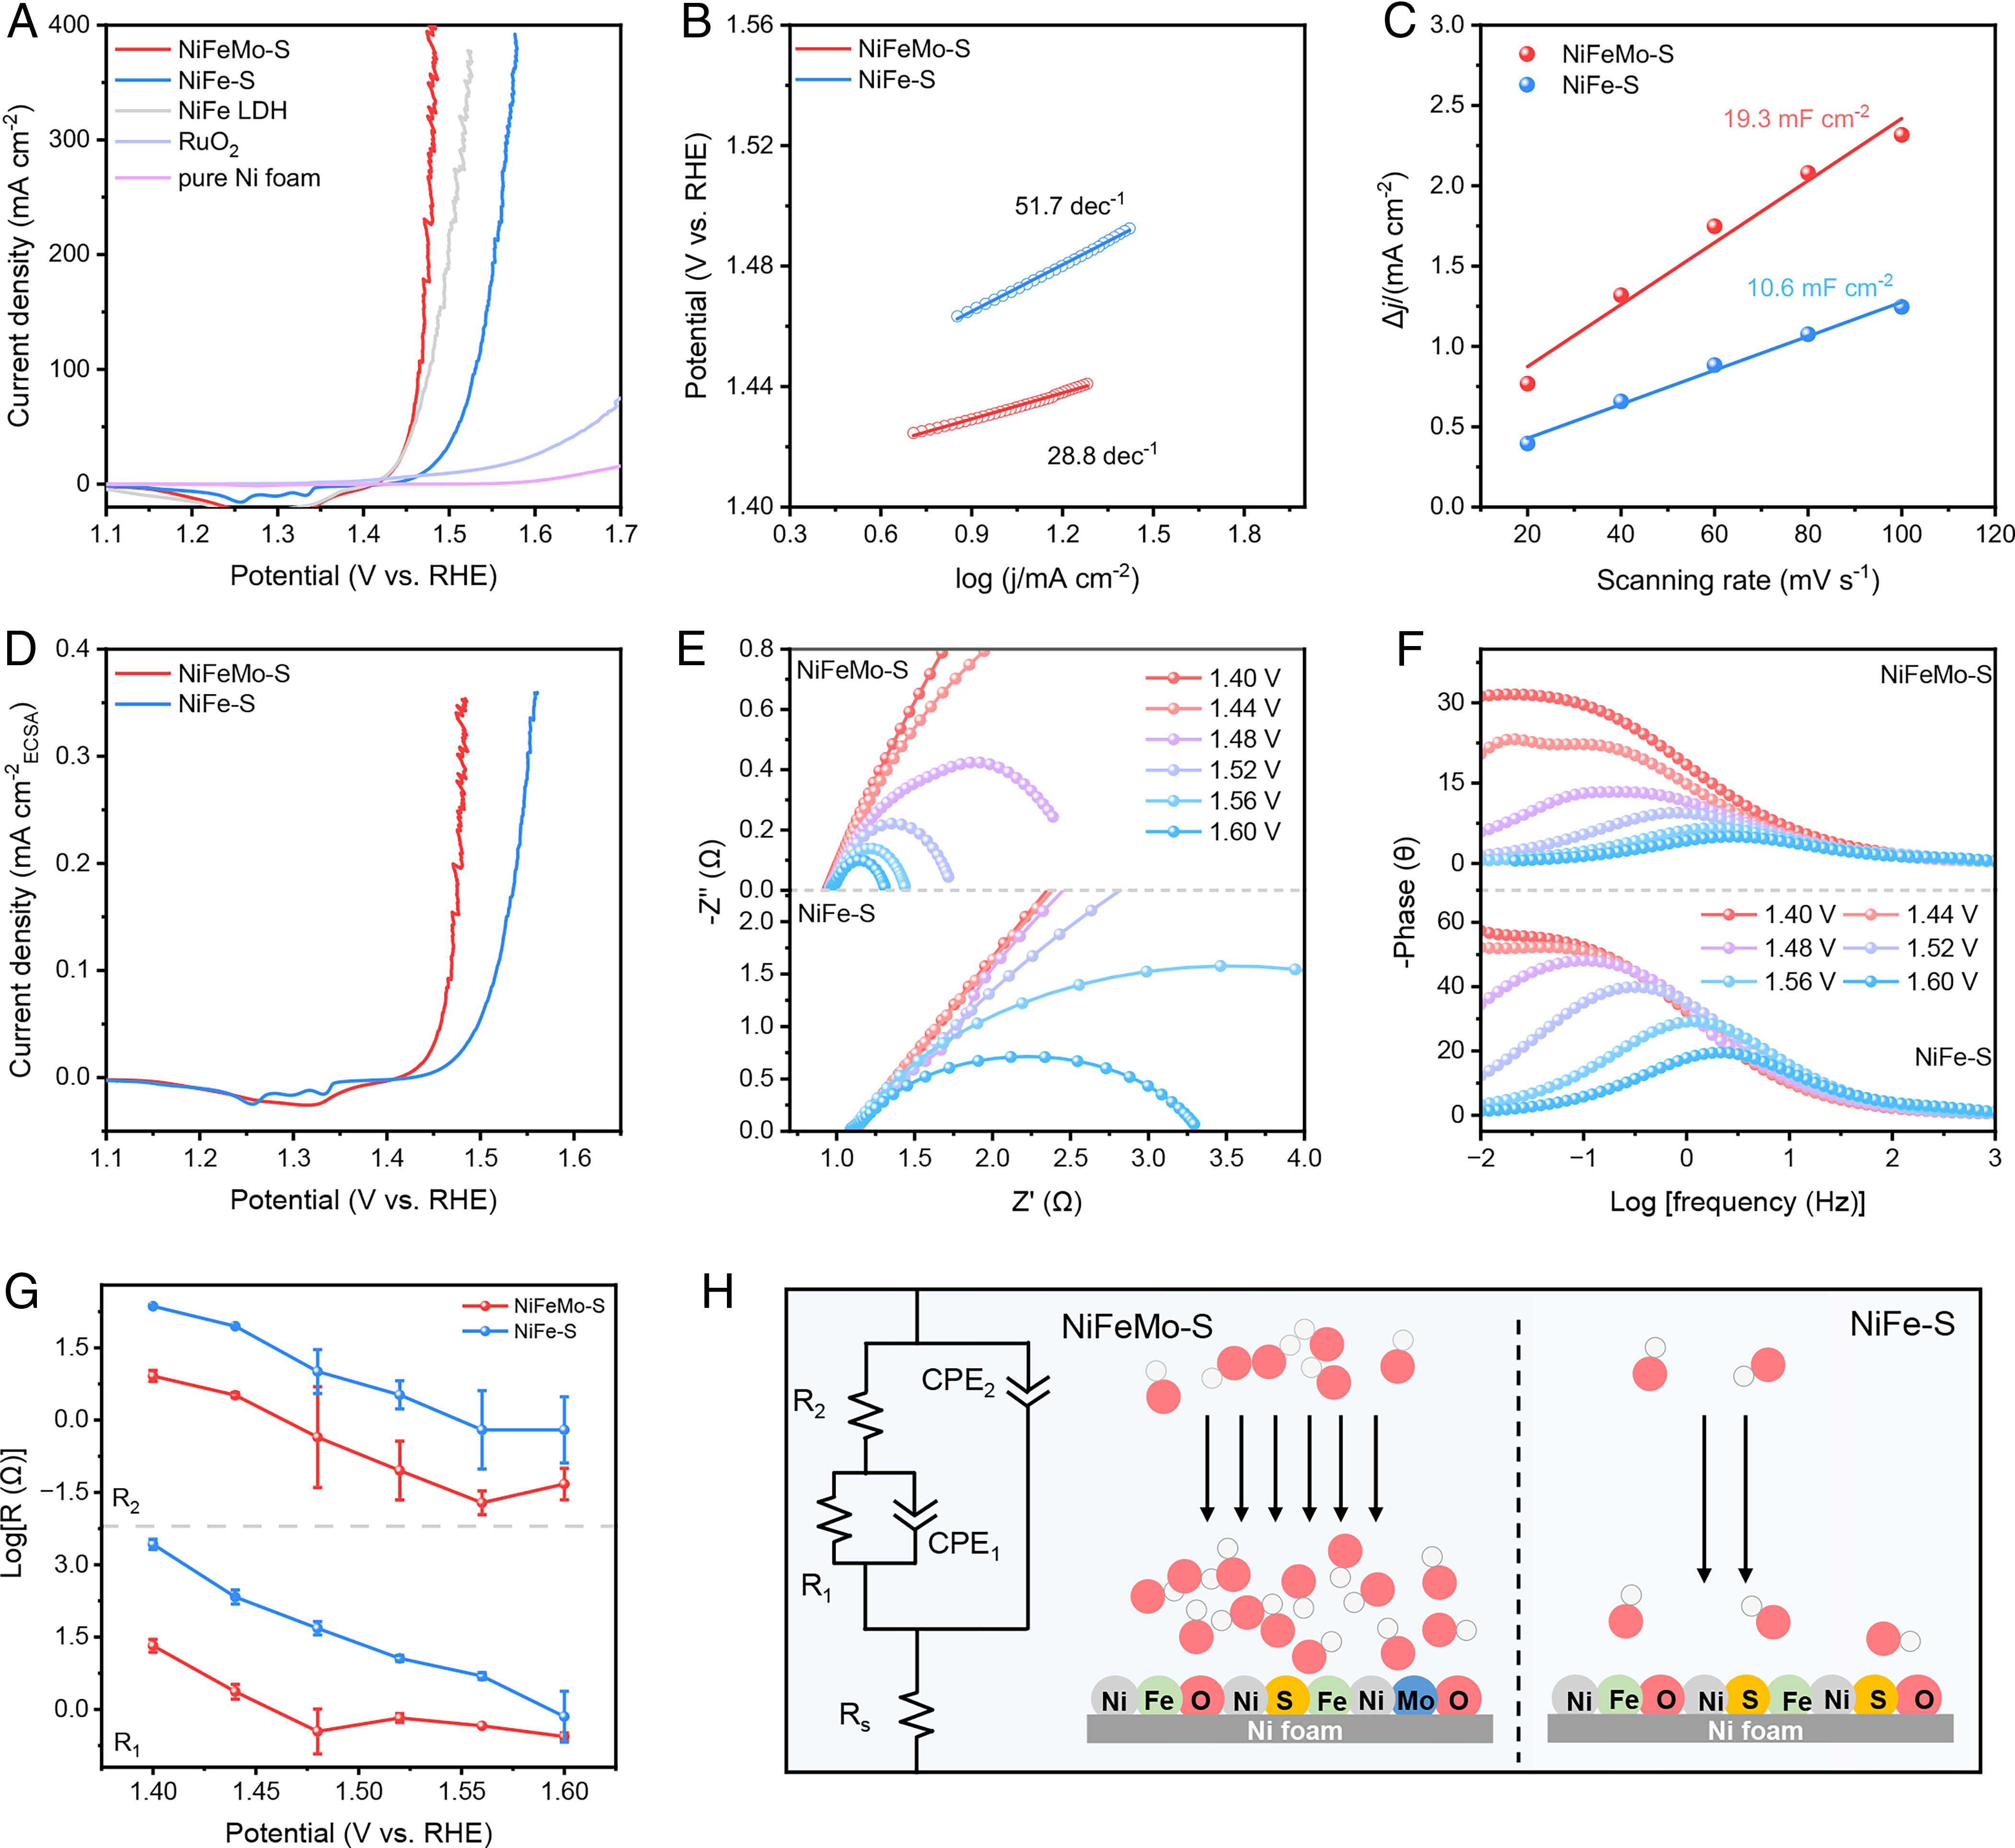 A
400
300
200
100
0
Current density (mA cm-2)
NiFeMo-S
NiFe-S
NiFe LDH
RuO2
pure Ni foam
1.1 1.2 1.3 1.4 1.5 1.6 1.7
Potential (V vs. RHE)
B
1.56
1.52
1.48
1.44
1.40
Potential (V vs. RHE)
NiFeMo-S
NiFe-S
51.7 dec-1
28.8 dec-1
0.3 0.6 0.9 1.2 1.5 1.8
log (j/mA cm-2)
C
3.0
2.5
2.0
1.5
1.0
0.5
0.0
Δj/(mA cm-2)
NiFeMo-S
NiFe-S
19.3 mF cm-2
10.6 mF cm-2
20 40 60 80 100 120
Scanning rate (mV s-1)
D
0.4
0.3
0.2
0.1
0.0
Current density (mA cm-2ECSA)
NiFeMo-S
NiFe-S
1.1 1.2 1.3 1.4 1.5 1.6
Potential (V vs. RHE)
E
0.8
0.6
0.4
0.2
0.0
2.0
1.5
1.0
0.5
0.0
-Z" (Ω)
NiFeMo-S
1.40 V
1.44 V
1.48 V
1.52 V
1.56 V
1.60 V
NiFe-S
1.0 1.5 2.0 2.5 3.0 3.5 4.0
Z' (Ω)
F
30
15
0
60
40
20
0
-Phase (θ)
NiFeMo-S
1.40 V 1.44 V
1.48 V 1.52 V
1.56 V 1.60 V
NiFe-S
−2 −1 0 1 2 3
Log [frequency (Hz)]
G
1.5
0.0
−1.5
3.0
1.5
0.0
Log[R (Ω)]
NiFeMo-S
NiFe-S
R2
R1
1.40 1.45 1.50 1.55 1.60
Potential (V vs. RHE)
H
R2
CPE2
CPE1
R1
Rs
NiFeMo-S
Ni Fe O Ni S Fe Ni Mo O
Ni foam
NiFe-S
Ni Fe O Ni S Fe Ni S O
Ni foam